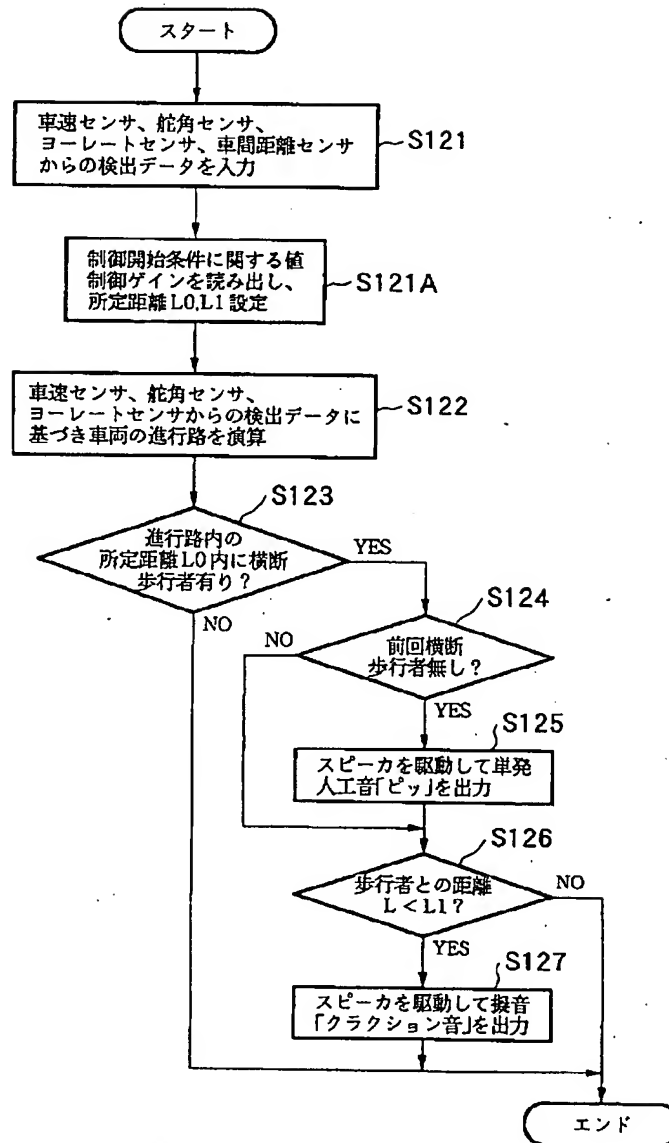 スタート
車速センサ、舵角センサ、
ヨーレートセンサ、車間距離センサ
からの検出データを入力
S121
制御開始条件に関する値
制御ゲインを読み出し、
所定距離L0,L1設定
S121A
車速センサ、舵角センサ、
ヨーレートセンサからの検出データに
基づき車両の進行路を演算
S122
S123
進行路内の
所定距離L0内に横断
歩行者有り?
YES
NO
S124
前回横断
歩行者無し?
NO
YES
S125
スピーカを駆動して単発
人工音「ピッ」を出力
S126
歩行者との距離
L<L1?
NO
YES
S127
スピーカを駆動して擬音
「クラクション音」を出力
エンド